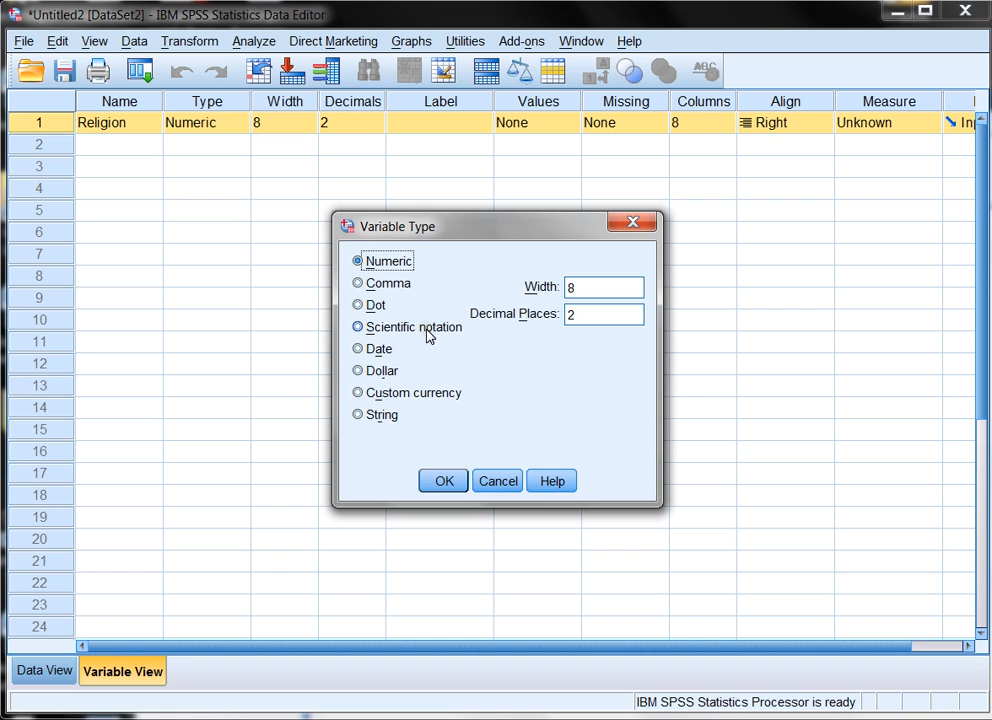 *Untitled2 [DataSet2] - IBM SPSS Statistics Data Editor
File Edit View Data Transform Analyze Direct Marketing Graphs Utilities Add-ons Window Help
Name Type Width Decimals Label Values Missing Columns Align Measure
1 Religion Numeric 8 2 None None 8 Right Unknown Inp
2
3
4
5
6
7
8
9
10
11
12
13
14
15
16
17
18
19
20
21
22
23
24
Variable Type
Numeric
Comma
Dot
Scientific notation
Date
Dollar
Custom currency
String
Width: 8
Decimal Places: 2
OK Cancel Help
Data View Variable View
IBM SPSS Statistics Processor is ready